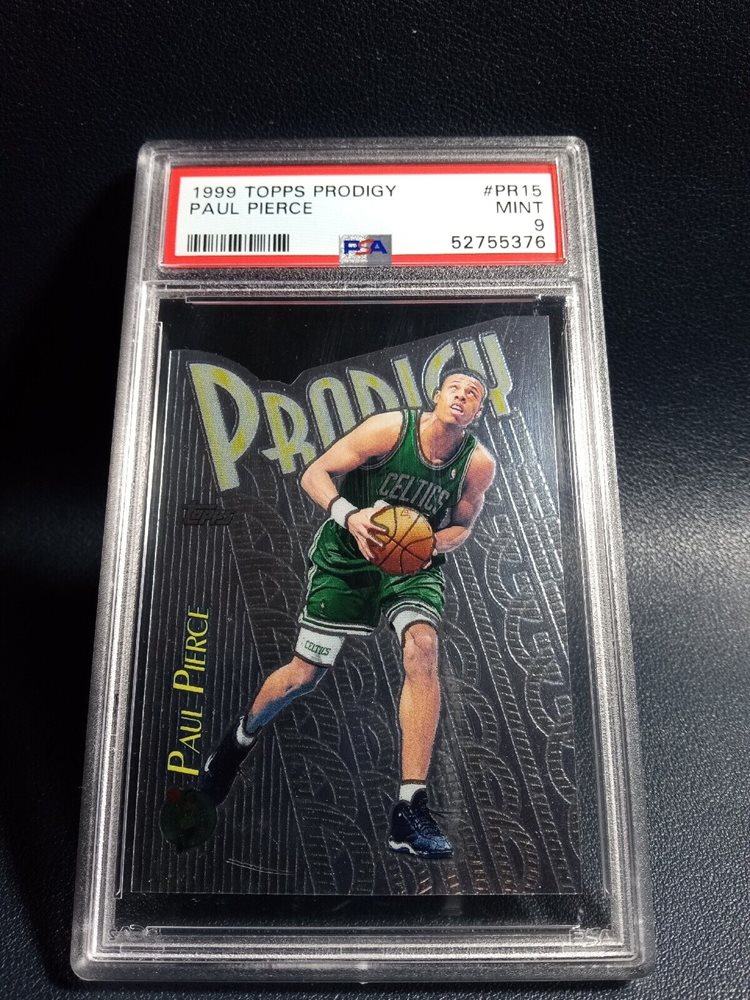 1999 TOPPS PRODIGY #PR15
PAUL PIERCE MINT
9
PSA 52755376
PRODIGY
CELTICS
TOPPS
CELTICS
PAUL PIERCE